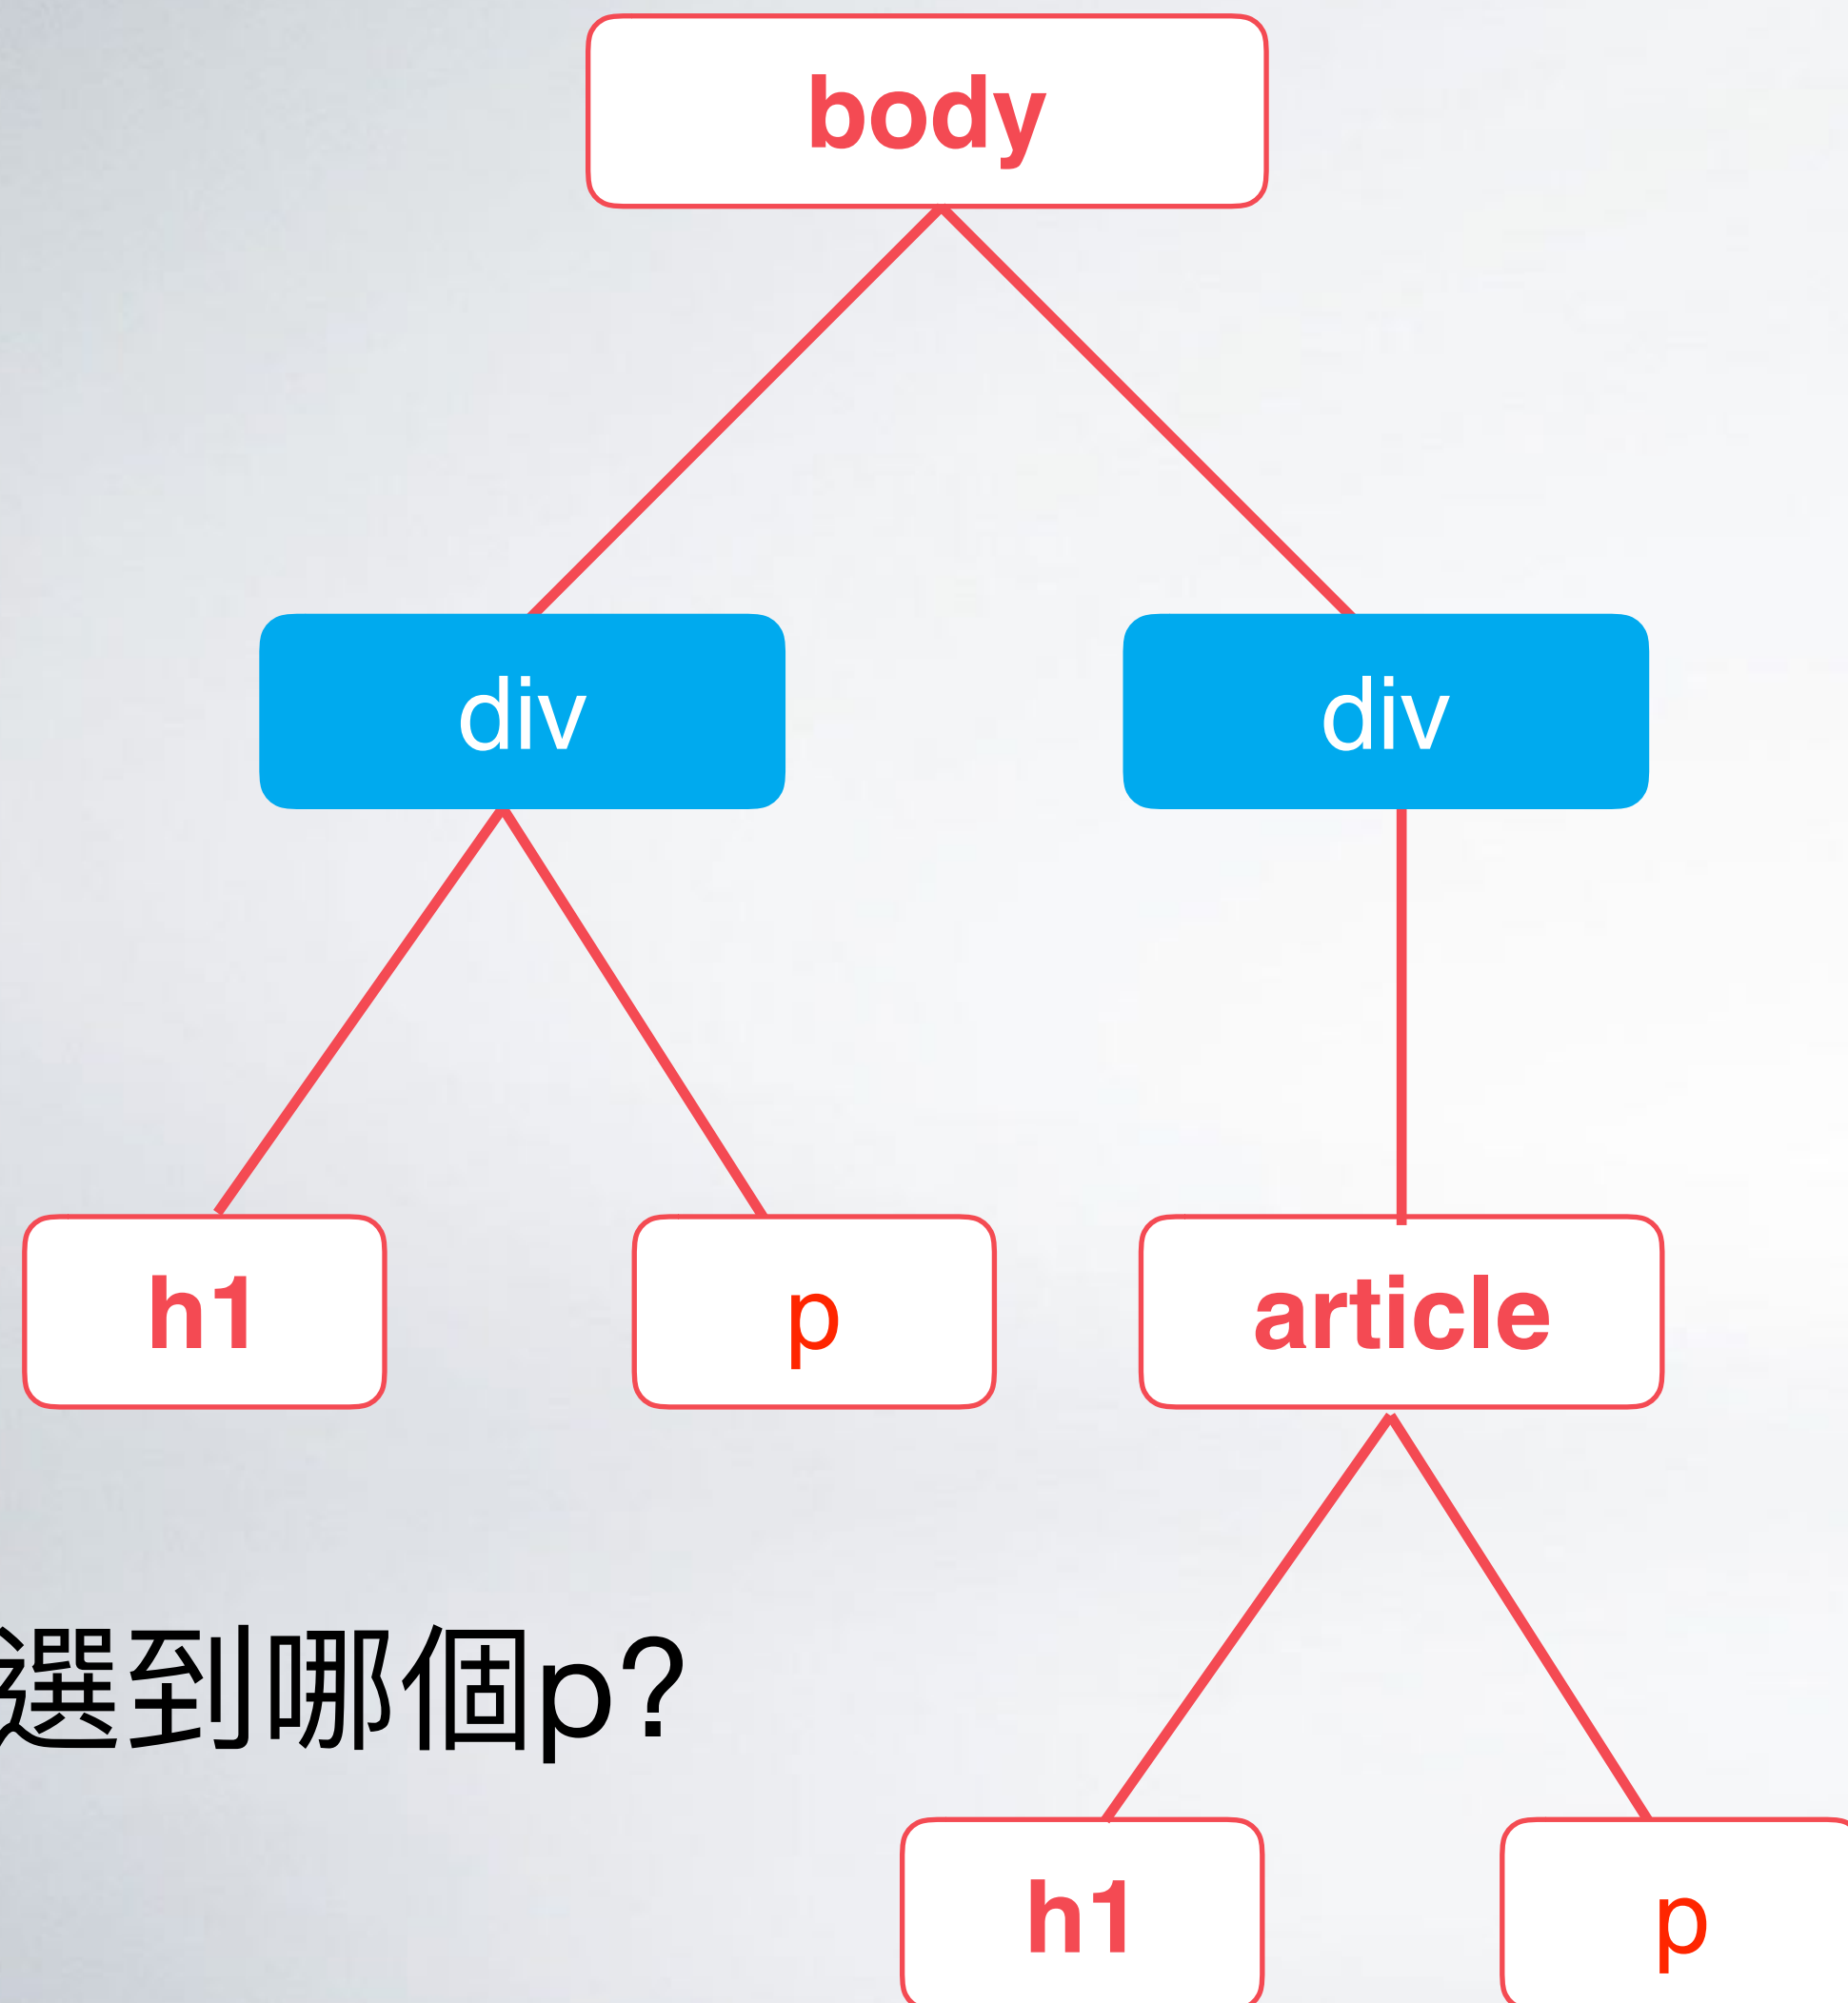 body
div
div
h1
p
article
選到哪個p?
h1
p